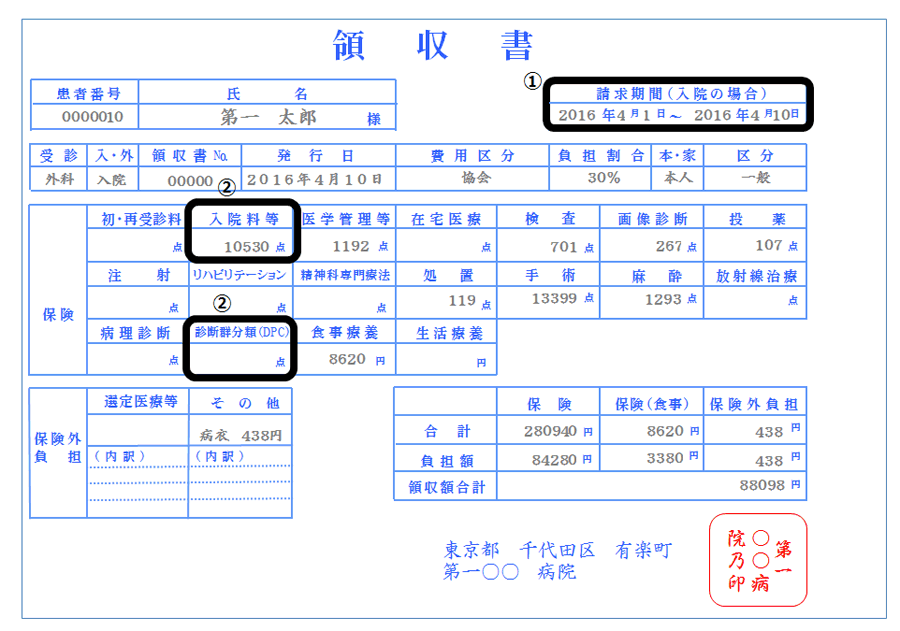 領 収 書
①
患者番号 氏 名
0000010 第一 太郎 様
請求期間(入院の場合)
2016 年4月1日~ 2016年4月10日
受 診 入・外 領収書No. 発 行 日 費用区分 負担割合 本・家 区 分
外科 入院 00000 2016年4月10日 協会 30% 本人 一般
②
保険
初・再受診料 入院料等 医学管理等 在宅医療 検 査 画像診断 投 薬
点 10530 点 1192 点 点 701 点 267 点 107 点
注 射 リハビリテーション 精神科専門療法 処 置 手 術 麻 酔 放射線治療
点 点 点 119 点 13399 点 1293 点 点
②
病理診断 診断群分類(DPC) 食事療養 生活療養
点 点 8620 円 円
保険外負担
選定医療等 その他
病衣 438円
(内訳) (内訳)
保 険 保険(食事) 保険外負担
合 計 280940 円 8620 円 438 円
負担額 84280 円 3380 円 438 円
領収額合計 88098 円
東京都 千代田区 有楽町
第一〇〇 病院
第一
〇〇病
院乃印